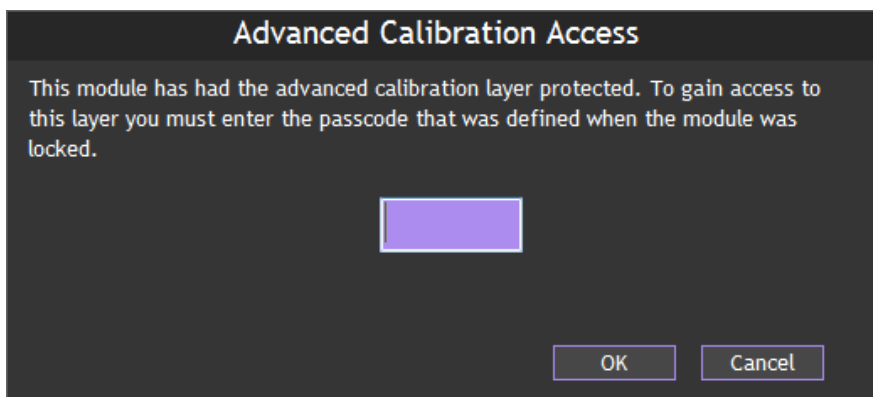 Advanced Calibration Access
This module has had the advanced calibration layer protected. To gain access to
this layer you must enter the passcode that was defined when the module was
locked.
OK
Cancel